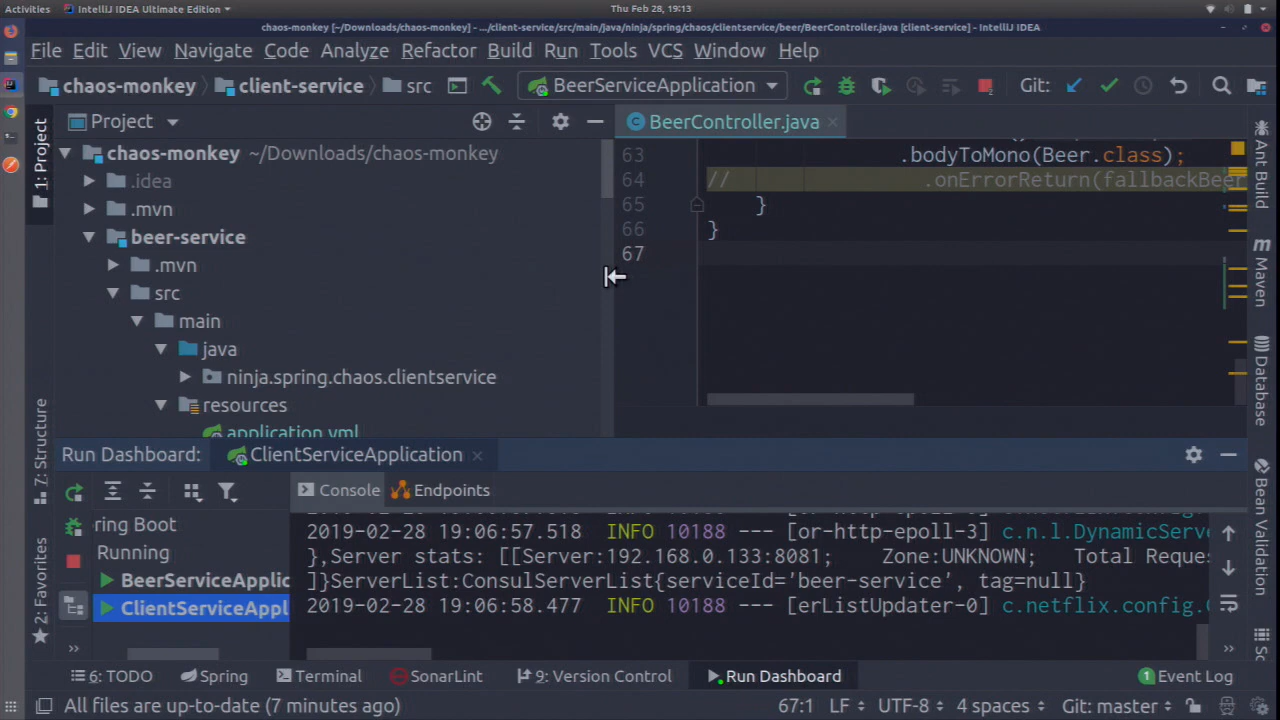 Activities IntelliJ IDEA Ultimate Edition Thu Feb 28, 19:13
chaos-monkey [~/Downloads/chaos-monkey] - .../client-service/src/main/java/ninja/spring/chaos/clientservice/beer/BeerController.java [client-service] - IntelliJ IDEA
File Edit View Navigate Code Analyze Refactor Build Run Tools VCS Window Help
chaos-monkey client-service src BeerServiceApplication Git:
1: Project
Project
BeerController.java
Ant Build
chaos-monkey ~/Downloads/chaos-monkey
63 .bodyToMono(Beer.class);
.idea
64 // .onErrorReturn(fallbackBeer
.mvn
65 }
beer-service
66 }
.mvn
67
Maven
src
main
java
Database
ninja.spring.chaos.clientservice
resources
application.yml
7: Structure
Run Dashboard: ClientServiceApplication
Bean Validation
Console Endpoints
ring Boot
Running
BeerServiceApplic
ClientServiceAppl
2019-02-28 19:06:57.518 INFO 10188 --- [or-http-epoll-3] c.n.l.DynamicServe
},Server stats: [[Server:192.168.0.133:8081; Zone:UNKNOWN; Total Reques
]}ServerList:ConsulServerList{serviceId='beer-service', tag=null}
2019-02-28 19:06:58.477 INFO 10188 --- [erListUpdater-0] c.netflix.config.
2: Favorites
6: TODO Spring Terminal SonarLint 9: Version Control Run Dashboard 1 Event Log
All files are up-to-date (7 minutes ago) 67:1 LF UTF-8 4 spaces Git: master